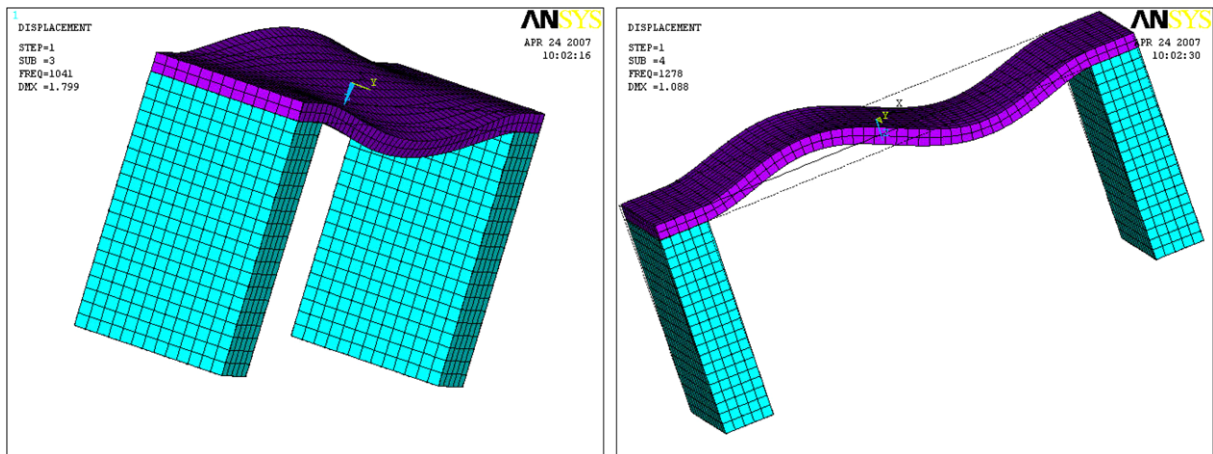 1
DISPLACEMENT
STEP=1
SUB =3
FREQ=1041
DMX =1.799
ANSYS
APR 24 2007
10:02:16
Y
DISPLACEMENT
STEP=1
SUB =4
FREQ=1278
DMX =1.088
ANSYS
APR 24 2007
10:02:30
X
Y